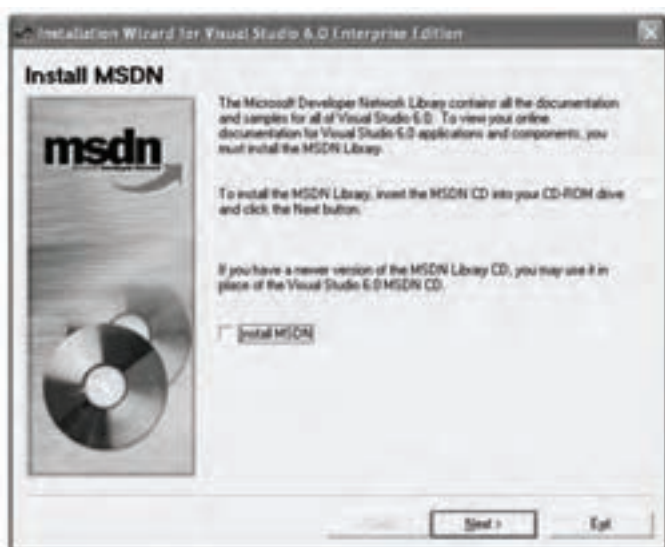 Installation Wizard for Visual Studio 6.0 Enterprise Edition
Install MSDN
msdn
The Microsoft Developer Network Library contains all the documentation
and samples for all of Visual Studio 6.0. To view your online
documentation for Visual Studio 6.0 applications and components, you
must install the MSDN Library.
To install the MSDN Library, insert the MSDN CD into your CD-ROM drive
and click the Next button.
If you have a newer version of the MSDN Library CD, you may use it in
place of the Visual Studio 6.0 MSDN CD.
Install MSDN
Next >
Exit